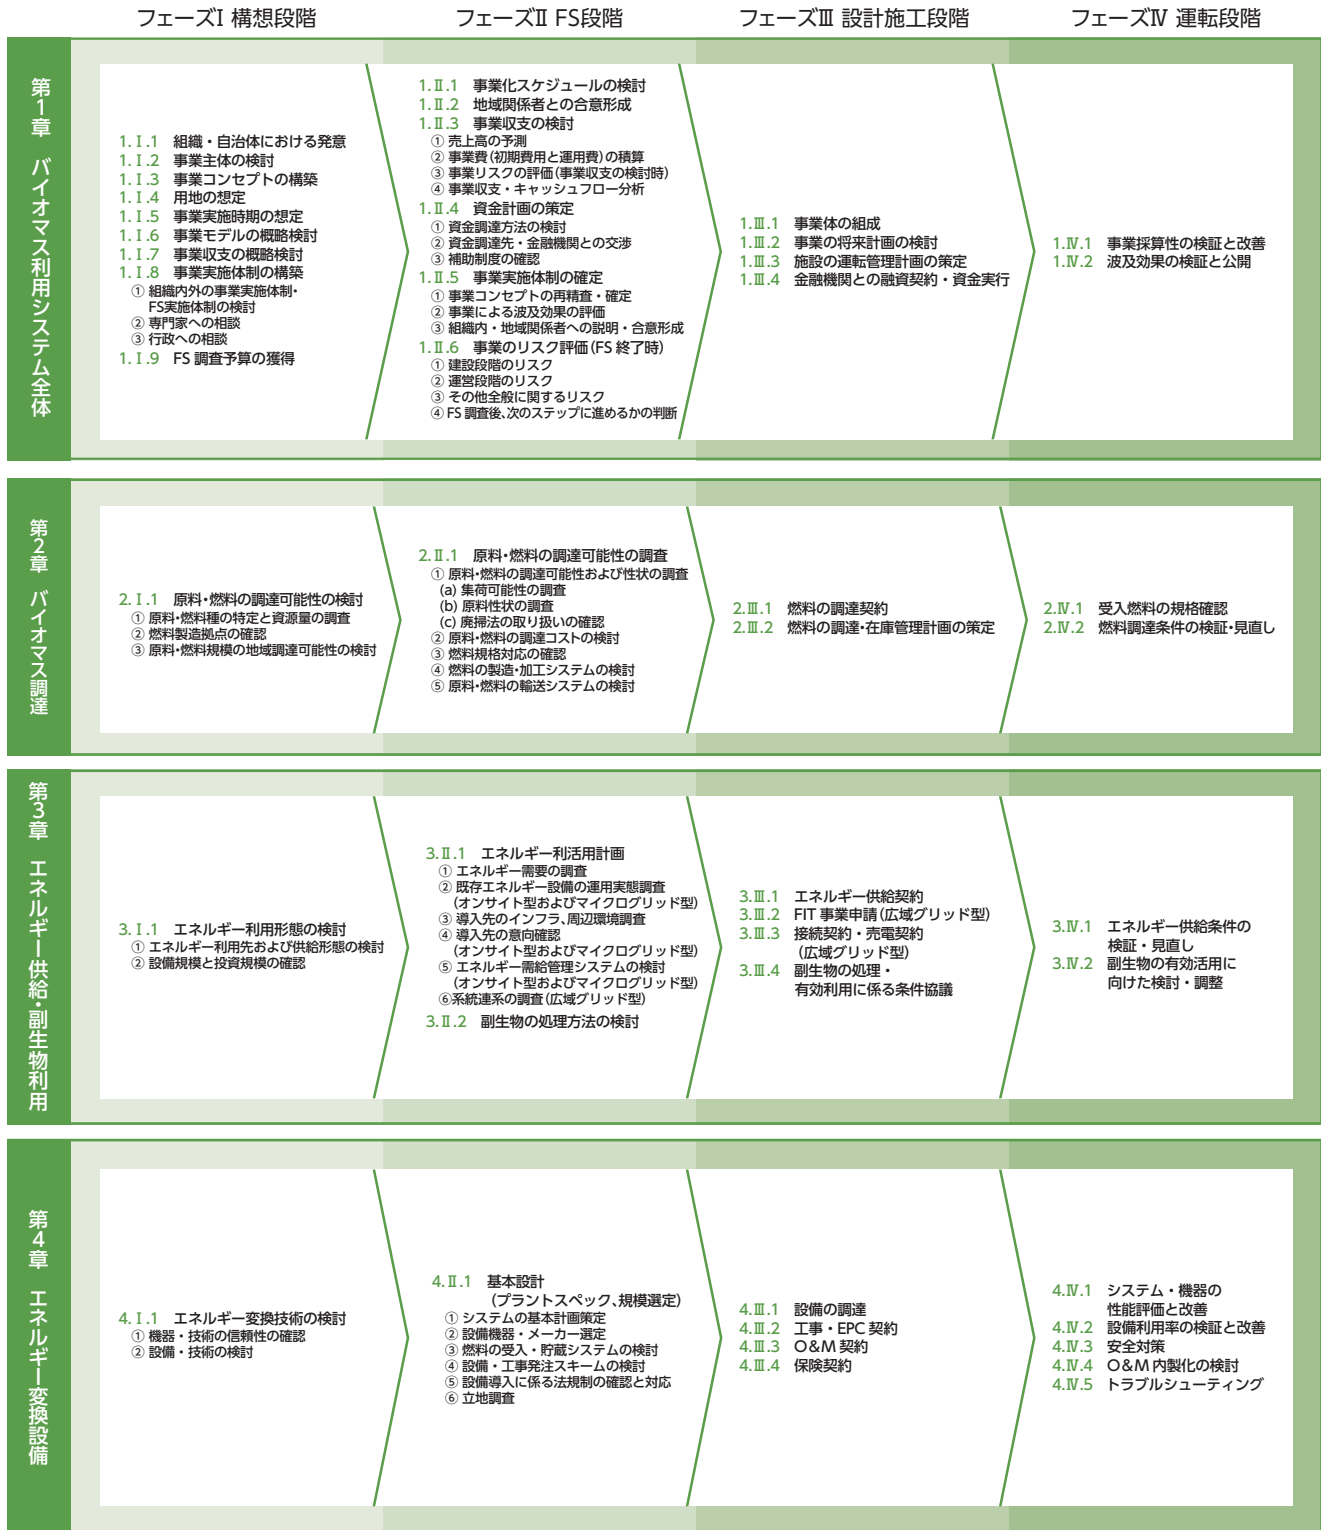 フェーズⅠ 構想段階
フェーズⅡ FS段階
フェーズⅢ 設計施工段階
フェーズⅣ 運転段階
第1章 バイオマス利用システム全体
1.Ⅰ.1 組織・自治体における発意
1.Ⅰ.2 事業主体の検討
1.Ⅰ.3 事業コンセプトの構築
1.Ⅰ.4 用地の想定
1.Ⅰ.5 事業実施時期の想定
1.Ⅰ.6 事業モデルの概略検討
1.Ⅰ.7 事業収支の概略検討
1.Ⅰ.8 事業実施体制の構築
① 組織内外の事業実施体制・
FS実施体制の検討
② 専門家への相談
③ 行政への相談
1.Ⅰ.9 FS 調査予算の獲得
1.Ⅱ.1 事業化スケジュールの検討
1.Ⅱ.2 地域関係者との合意形成
1.Ⅱ.3 事業収支の検討
① 売上高の予測
② 事業費(初期費用と運用費)の積算
③ 事業リスクの評価(事業収支の検討時)
④ 事業収支・キャッシュフロー分析
1.Ⅱ.4 資金計画の策定
① 資金調達方法の検討
② 資金調達先・金融機関との交渉
③ 補助制度の確認
1.Ⅱ.5 事業実施体制の確定
① 事業コンセプトの再精査・確定
② 事業による波及効果の評価
③ 組織内・地域関係者への説明・合意形成
1.Ⅱ.6 事業のリスク評価(FS 終了時)
① 建設段階のリスク
② 運営段階のリスク
③ その他全般に関するリスク
④ FS 調査後、次のステップに進めるかの判断
1.Ⅲ.1 事業体の組成
1.Ⅲ.2 事業の将来計画の検討
1.Ⅲ.3 施設の運転管理計画の策定
1.Ⅲ.4 金融機関との融資契約・資金実行
1.Ⅳ.1 事業採算性の検証と改善
1.Ⅳ.2 波及効果の検証と公開
第2章 バイオマス調達
2.Ⅰ.1 原料・燃料の調達可能性の検討
① 原料・燃料種の特定と資源量の調査
② 燃料製造拠点の確認
③ 原料・燃料規模の地域調達可能性の検討
2.Ⅱ.1 原料・燃料の調達可能性の調査
① 原料・燃料の調達可能性および性状の調査
(a) 集荷可能性の調査
(b) 原料性状の調査
(c) 廃掃法の取り扱いの確認
② 原料・燃料の調達コストの検討
③ 燃料規格対応の確認
④ 燃料の製造・加工システムの検討
⑤ 原料・燃料の輸送システムの検討
2.Ⅲ.1 燃料の調達契約
2.Ⅲ.2 燃料の調達・在庫管理計画の策定
2.Ⅳ.1 受入燃料の規格確認
2.Ⅳ.2 燃料調達条件の検証・見直し
第3章 エネルギー供給・副生物利用
3.Ⅰ.1 エネルギー利用形態の検討
① エネルギー利用先および供給形態の検討
② 設備規模と投資規模の確認
3.Ⅱ.1 エネルギー利活用計画
① エネルギー需要の調査
② 既存エネルギー設備の運用実態調査
(オンサイト型およびマイクログリッド型)
③ 導入先のインフラ、周辺環境調査
④ 導入先の意向確認
(オンサイト型およびマイクログリッド型)
⑤ エネルギー需給管理システムの検討
(オンサイト型およびマイクログリッド型)
⑥系統連系の調査(広域グリッド型)
3.Ⅱ.2 副生物の処理方法の検討
3.Ⅲ.1 エネルギー供給契約
3.Ⅲ.2 FIT 事業申請(広域グリッド型)
3.Ⅲ.3 接続契約・売電契約
(広域グリッド型)
3.Ⅲ.4 副生物の処理・
有効利用に係る条件協議
3.Ⅳ.1 エネルギー供給条件の
検証・見直し
3.Ⅳ.2 副生物の有効活用に
向けた検討・調整
第4章 エネルギー変換設備
4.Ⅰ.1 エネルギー変換技術の検討
① 機器・技術の信頼性の確認
② 設備・技術の検討
4.Ⅱ.1 基本設計
(プラントスペック、規模選定)
① システムの基本計画策定
② 設備機器・メーカー選定
③ 燃料の受入・貯蔵システムの検討
④ 設備・工事発注スキームの検討
⑤ 設備導入に係る法規制の確認と対応
⑥ 立地調査
4.Ⅲ.1 設備の調達
4.Ⅲ.2 工事・EPC 契約
4.Ⅲ.3 O&M 契約
4.Ⅲ.4 保険契約
4.Ⅳ.1 システム・機器の
性能評価と改善
4.Ⅳ.2 設備利用率の検証と改善
4.Ⅳ.3 安全対策
4.Ⅳ.4 O&M 内製化の検討
4.Ⅳ.5 トラブルシューティング